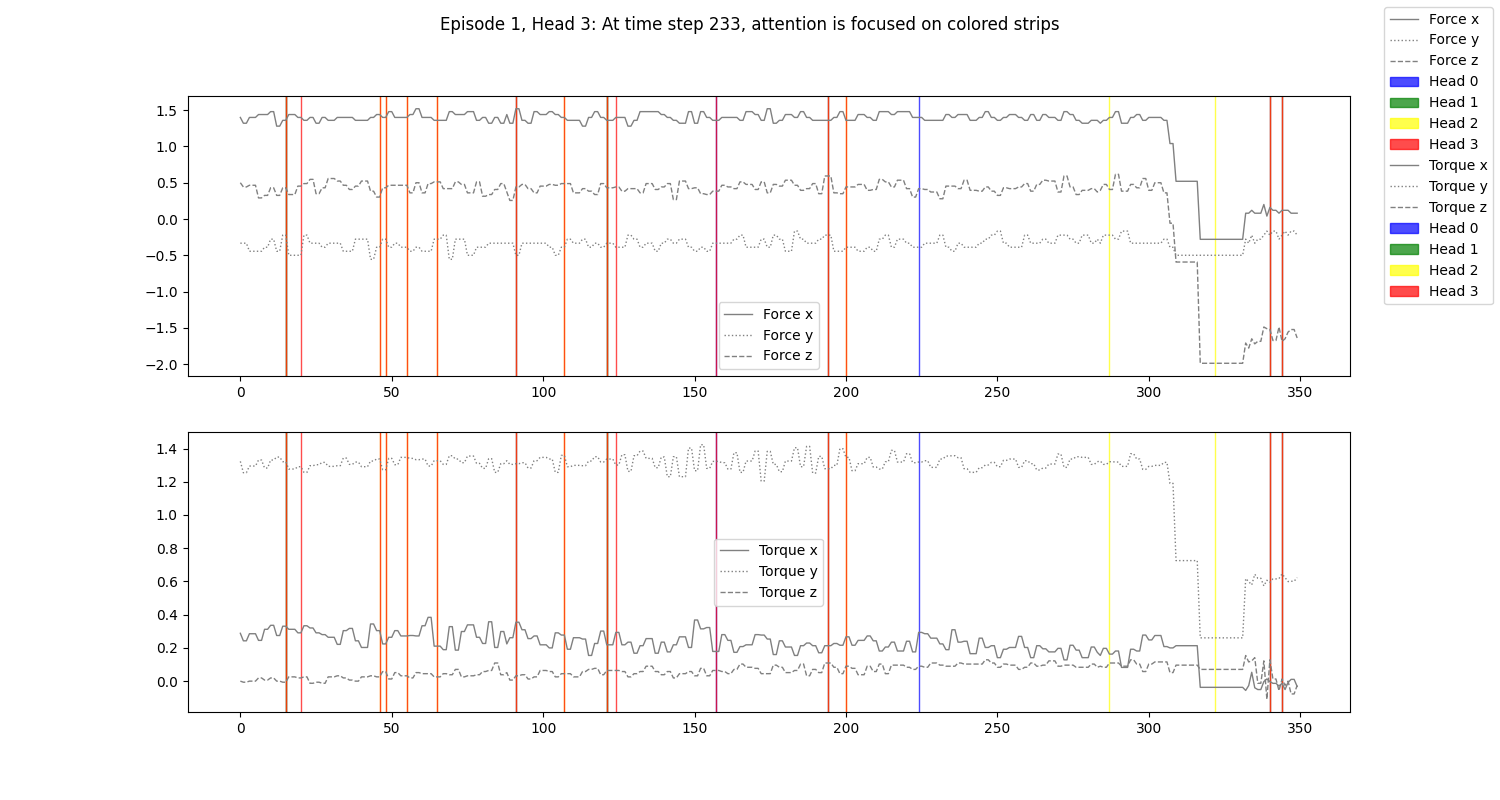 Episode 1, Head 3: At time step 233, attention is focused on colored strips
Force x
Force y
Force z
Head 0
Head 1
Head 2
Head 3
Torque x
Torque y
Torque z
Head 0
Head 1
Head 2
Head 3
1.5
1.0
0.5
0.0
−0.5
−1.0
−1.5
−2.0
Force x
Force y
Force z
0 50 100 150 200 250 300 350
1.4
1.2
1.0
0.8
0.6
0.4
0.2
0.0
Torque x
Torque y
Torque z
0 50 100 150 200 250 300 350